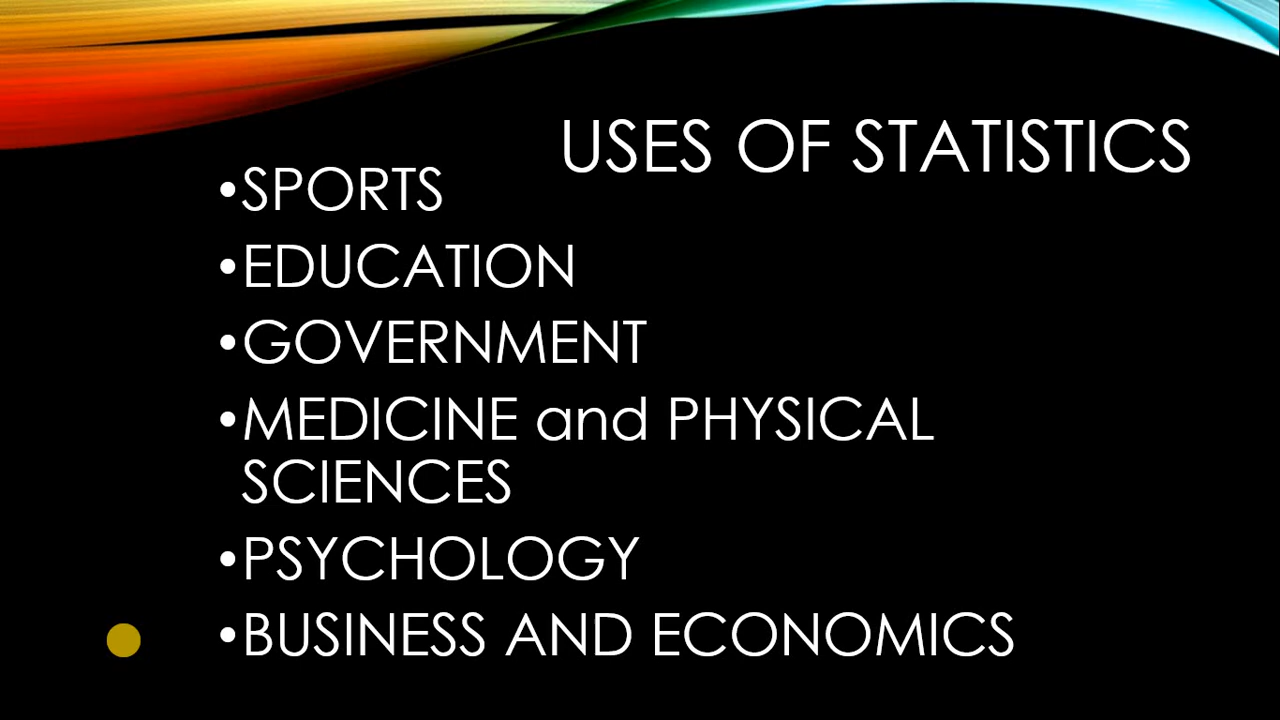 USES OF STATISTICS
•SPORTS
•EDUCATION
•GOVERNMENT
•MEDICINE and PHYSICAL
SCIENCES
•PSYCHOLOGY
•BUSINESS AND ECONOMICS